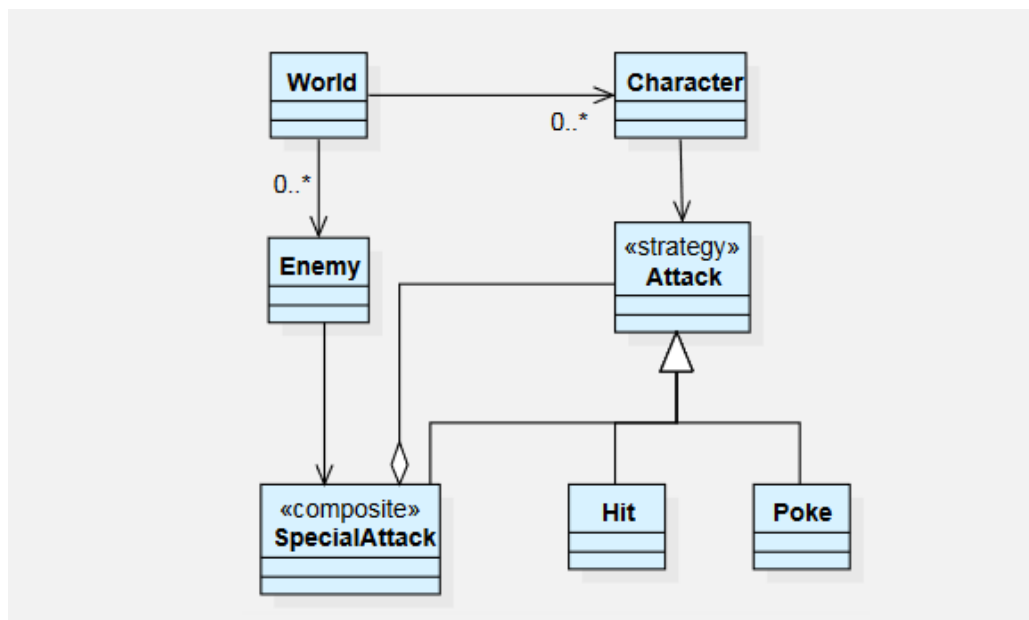 World
Character
0..*
0..*
Enemy
«strategy»
Attack
«composite»
SpecialAttack
Hit
Poke